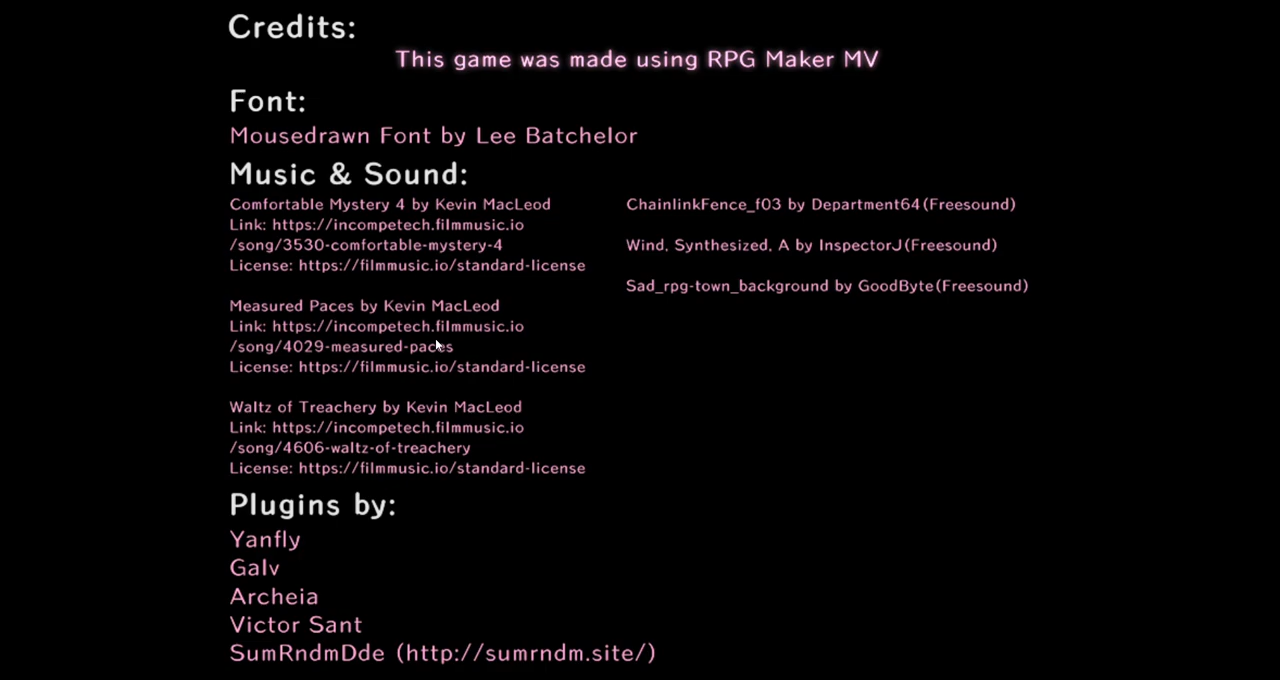 Credits:
This game was made using RPG Maker MV
Font:
Mousedrawn Font by Lee Batchelor
Music & Sound:
Comfortable Mystery 4 by Kevin MacLeod
Link: https://incompetech.filmmusic.io
/song/3530-comfortable-mystery-4
License: https://filmmusic.io/standard-license
Measured Paces by Kevin MacLeod
Link: https://incompetech.filmmusic.io
/song/4029-measured-paces
License: https://filmmusic.io/standard-license
Waltz of Treachery by Kevin MacLeod
Link: https://incompetech.filmmusic.io
/song/4606-waltz-of-treachery
License: https://filmmusic.io/standard-license
ChainlinkFence_f03 by Department64(Freesound)
Wind, Synthesized, A by InspectorJ(Freesound)
Sad_rpg-town_background by GoodByte(Freesound)
Plugins by:
Yanfly
Galv
Archeia
Victor Sant
SumRndmDde (http://sumrndm.site/)